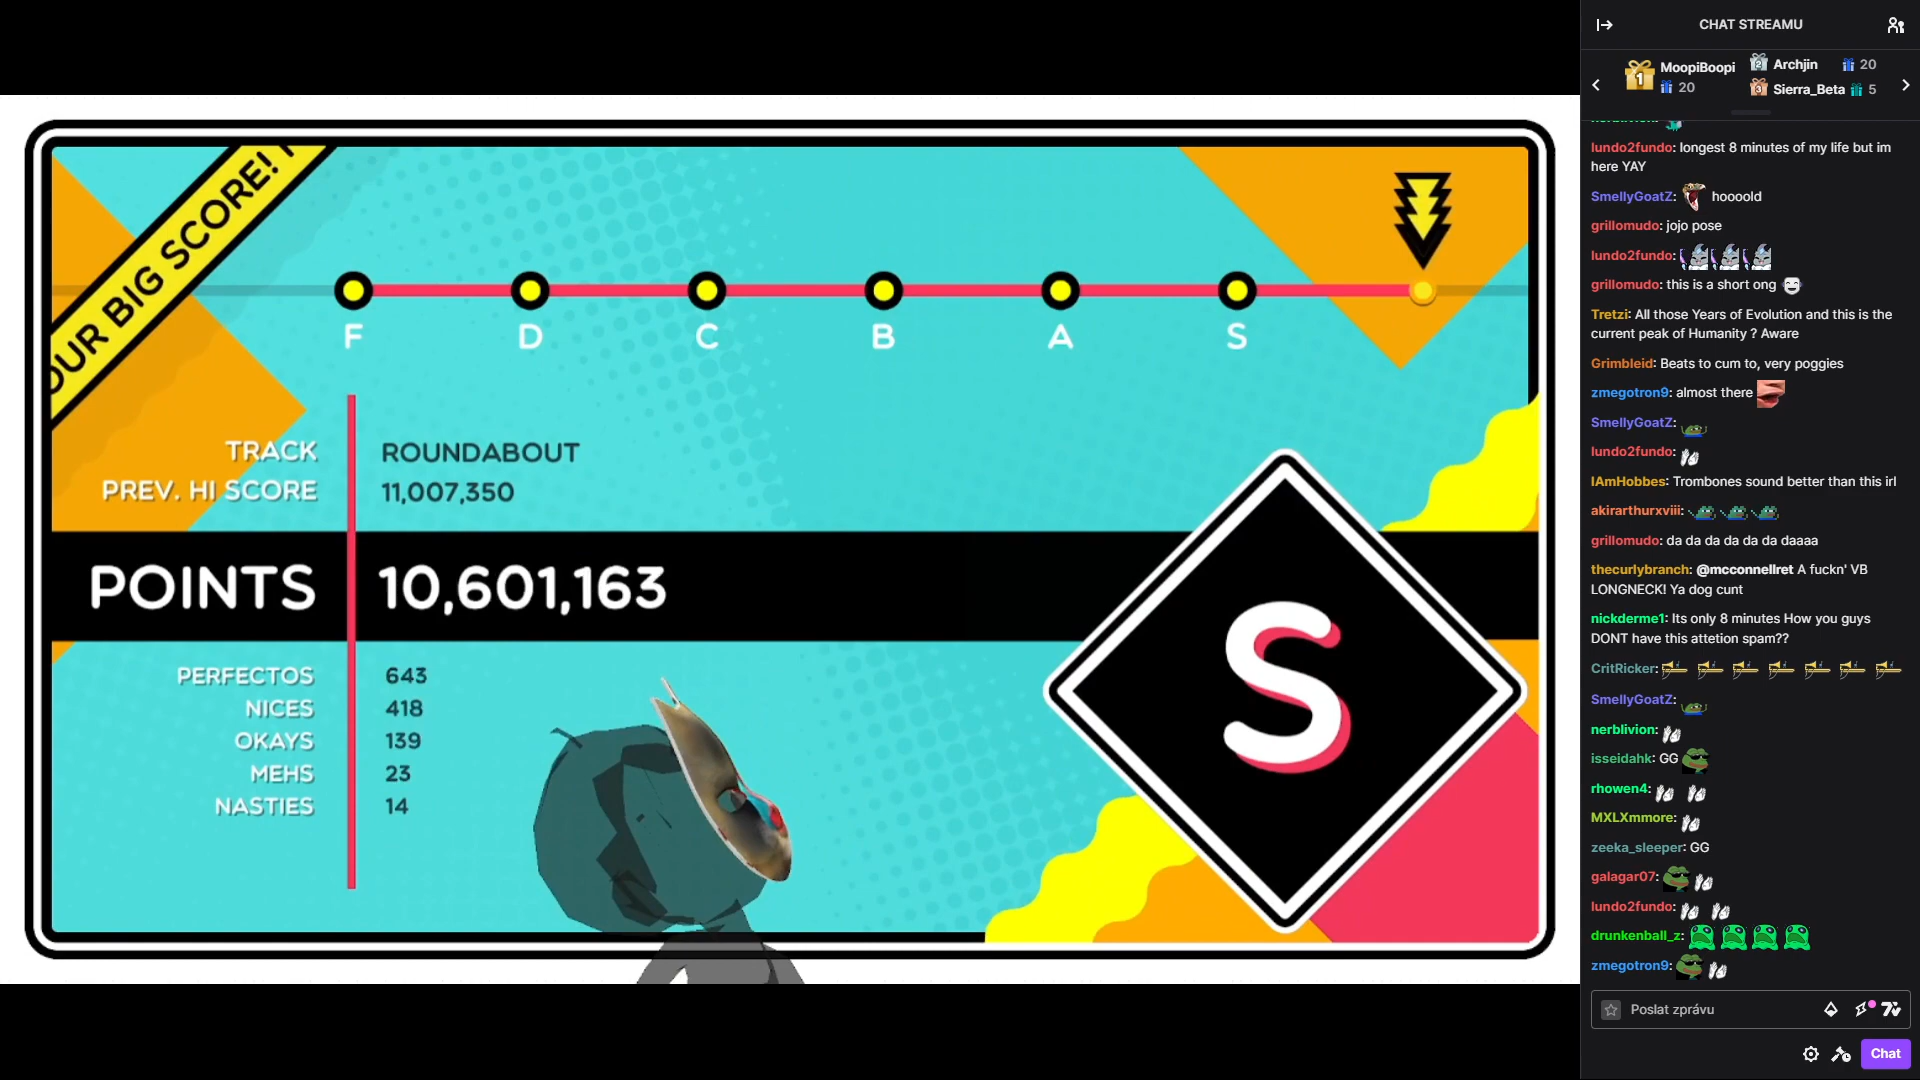 OUR BIG SCORE!
F D C B A S
TRACK ROUNDABOUT
PREV. HI SCORE 11,007,350
POINTS 10,601,163
PERFECTOS 643
NICES 418
OKAYS 139
MEHS 23
NASTIES 14
S
CHAT STREAMU
1 MoopiBoopi 20
2 Archjin 20
3 Sierra_Beta 5
nerblivion:
lundo2fundo: longest 8 minutes of my life but im
here YAY
SmellyGoatZ: hoooold
grillomudo: jojo pose
lundo2fundo:
grillomudo: this is a short ong
Tretzi: All those Years of Evolution and this is the
current peak of Humanity ? Aware
Grimbleid: Beats to cum to, very poggies
zmegotron9: almost there
SmellyGoatZ:
lundo2fundo:
IAmHobbes: Trombones sound better than this irl
akirarthurxviii:
grillomudo: da da da da da da daaaa
thecurlybranch: @mcconnellret A fuckn' VB
LONGNECK! Ya dog cunt
nickderme1: Its only 8 minutes How you guys
DONT have this attetion spam??
CritRicker:
SmellyGoatZ:
nerblivion:
isseidahk: GG
rhowen4:
MXLXmmore:
zeeka_sleeper: GG
galagar07:
lundo2fundo:
drunkenball_z:
zmegotron9:
Poslat zprávu
Chat